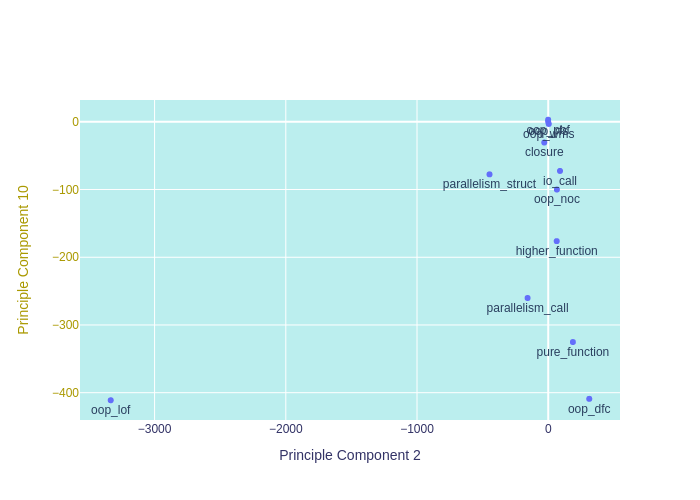 0
closure
parallelism_struct
io_call
−100
oop_noc
higher_function
−200
parallelism_call
−300
pure_function
−400
oop_lof
oop_dfc
−3000
−2000
−1000
0
Principle Component 2
Principle Component 10